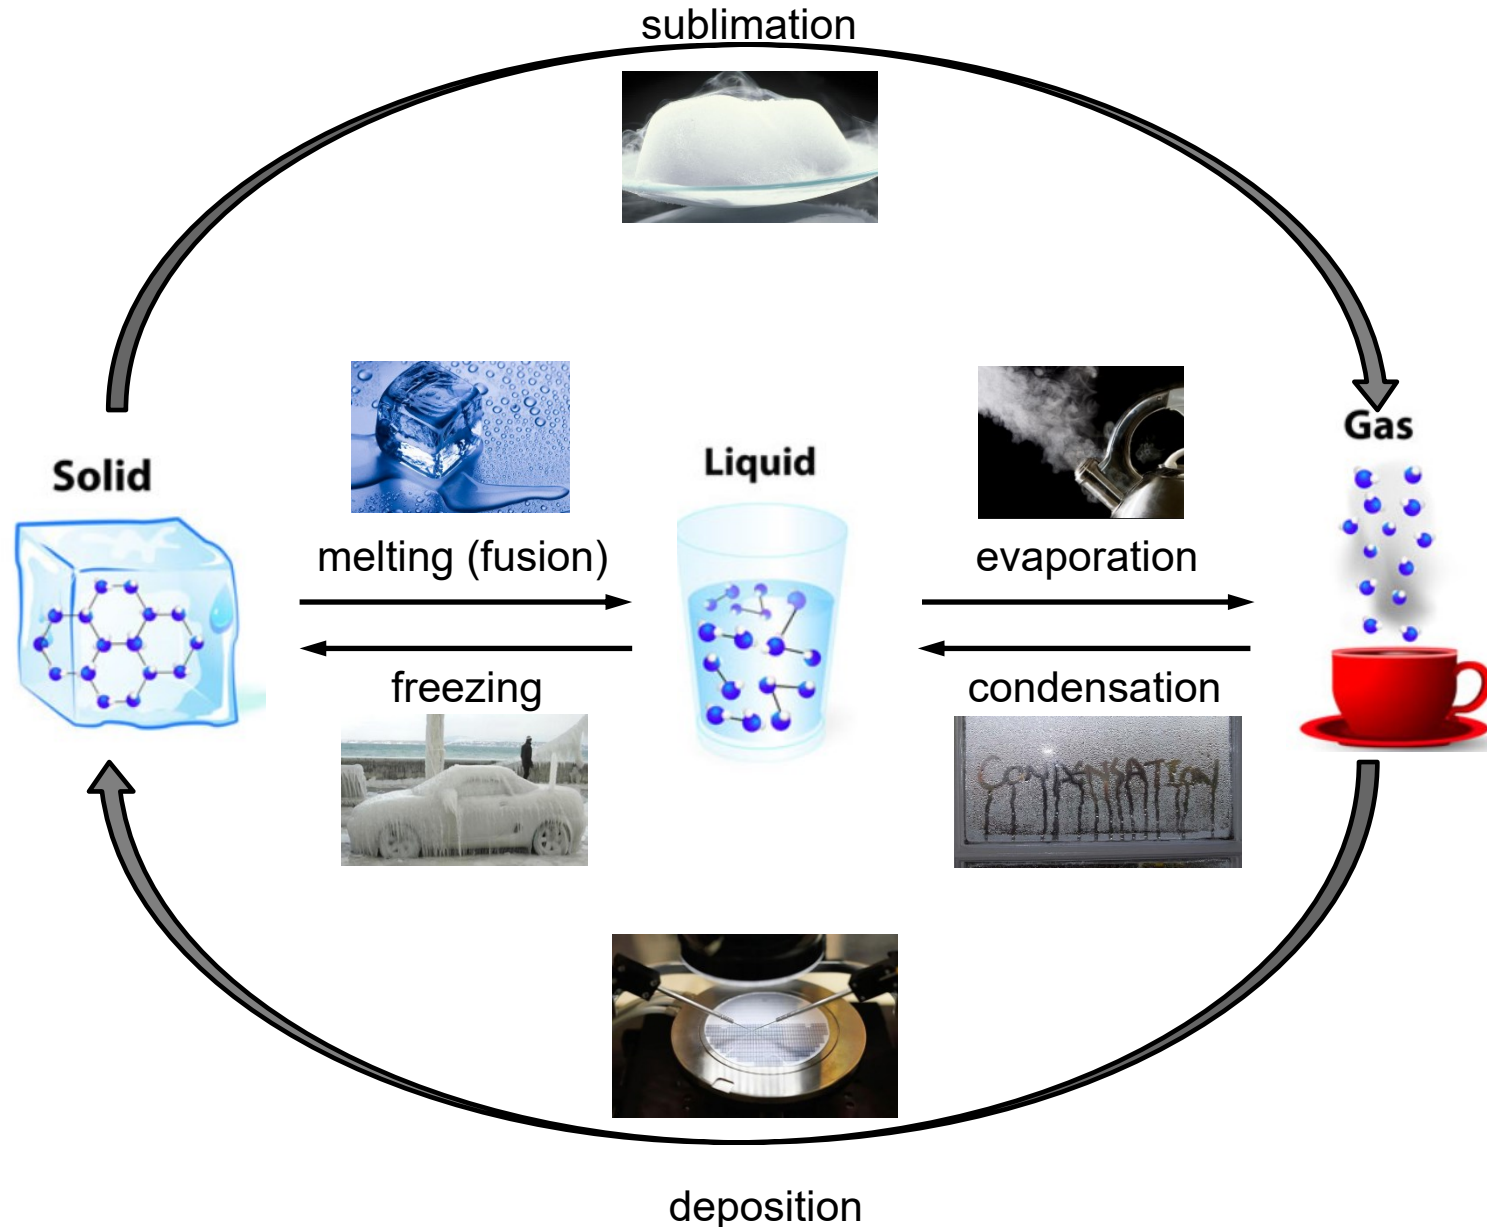 sublimation
Solid
Liquid
Gas
melting (fusion)
evaporation
freezing
condensation
CONDENSATION
deposition